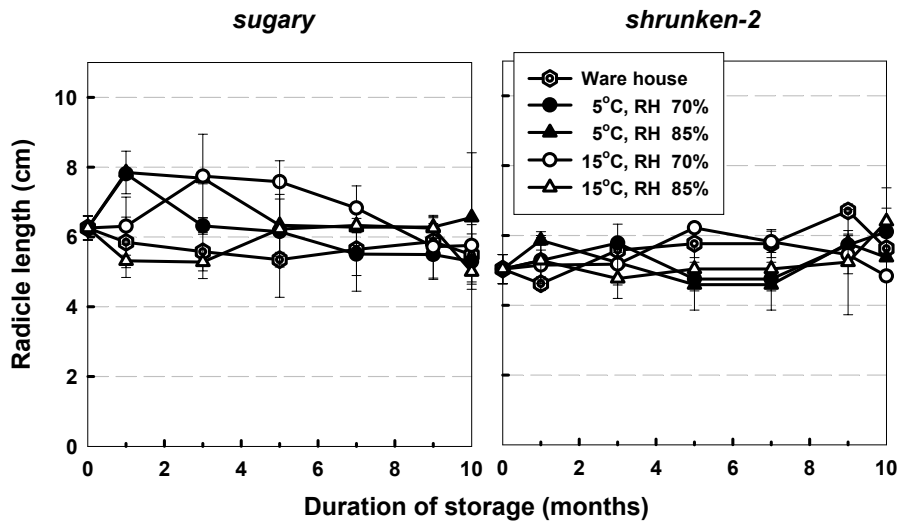 sugary
shrunken-2
Ware house
5°C, RH 70%
5°C, RH 85%
15°C, RH 70%
15°C, RH 85%
Radicle length (cm)
10
8
6
4
2
0
0 2 4 6 8 10
0 2 4 6 8 10
Duration of storage (months)